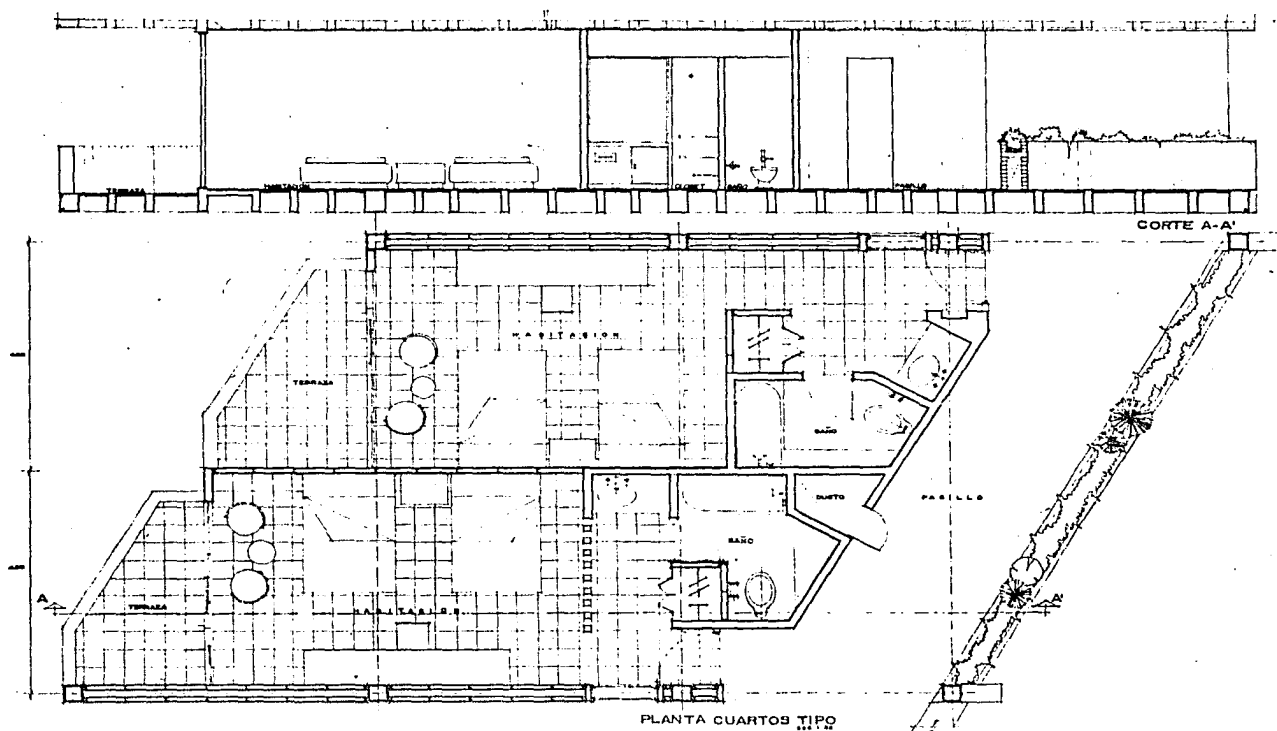 TERRAZA
HABITACION
CLOSET
BAÑO
PASILLO
CORTE A-A'
HABITACION
TERRAZA
BAÑO
DUCTO
PASILLO
BAÑO
A
TERRAZA
HABITACION
A'
PLANTA CUARTOS TIPO